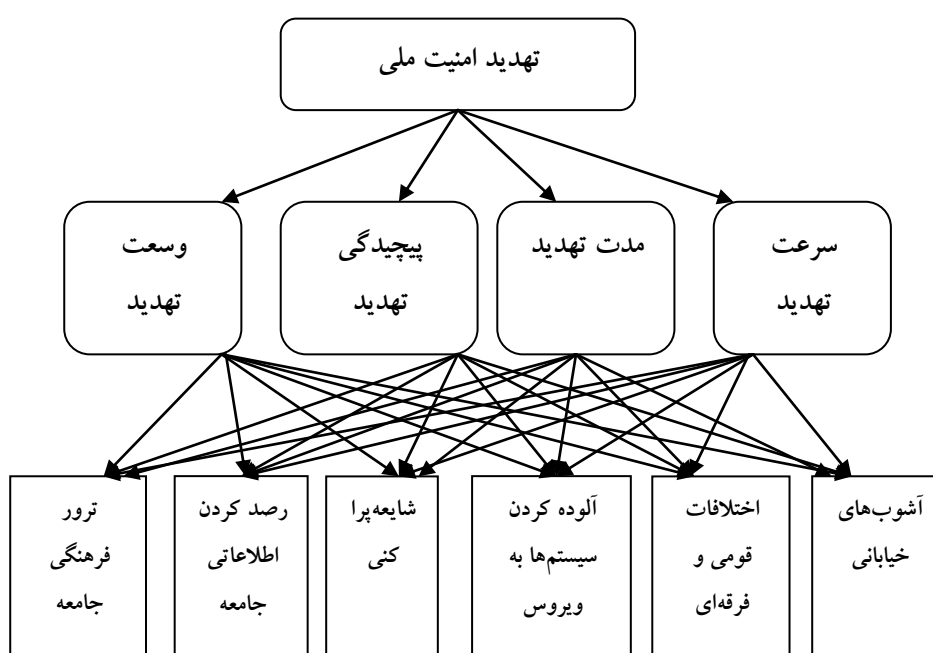 تهدید امنیت ملی
سرعت
تهدید
مدت تهدید
پیچیدگی
تهدید
وسعت
تهدید
آشوب‌های
خیابانی
اختلافات
قومی و
فرقه‌ای
آلوده کردن
سیستم‌ها به
ویروس
شایعه‌پرا
کنی
رصد کردن
اطلاعاتی
جامعه
ترور
فرهنگی
جامعه